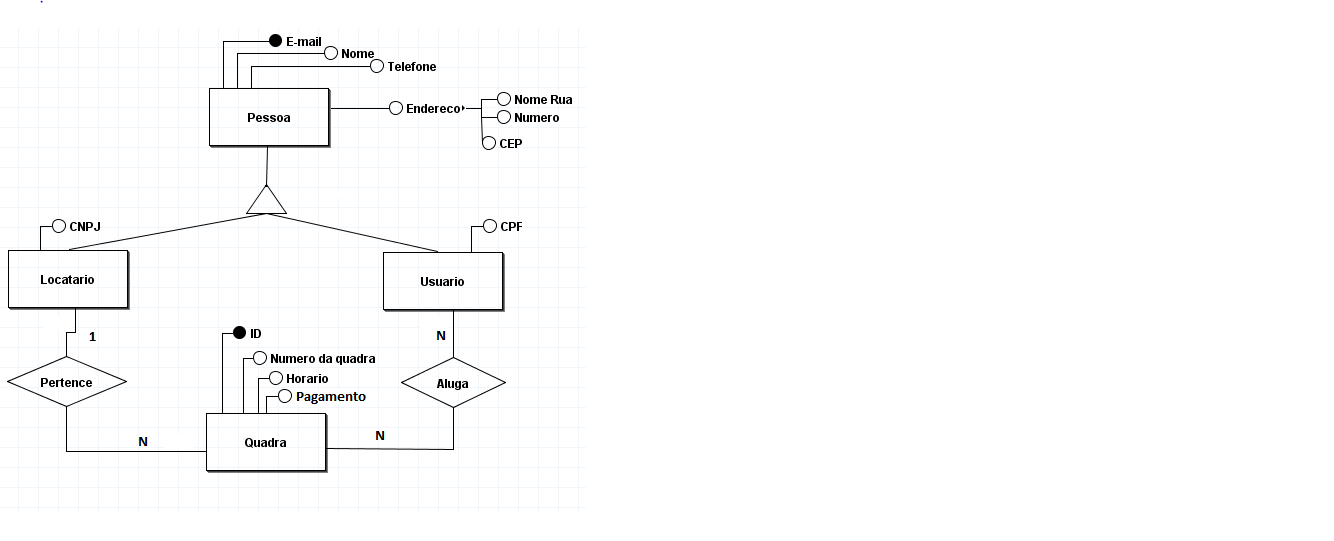 E-mail
Nome
Telefone
Pessoa
Endereco
Nome Rua
Numero
CEP
CNPJ
CPF
Locatario
Usuario
1
N
ID
Numero da quadra
Horario
Pagamento
Pertence
Aluga
Quadra
N
N